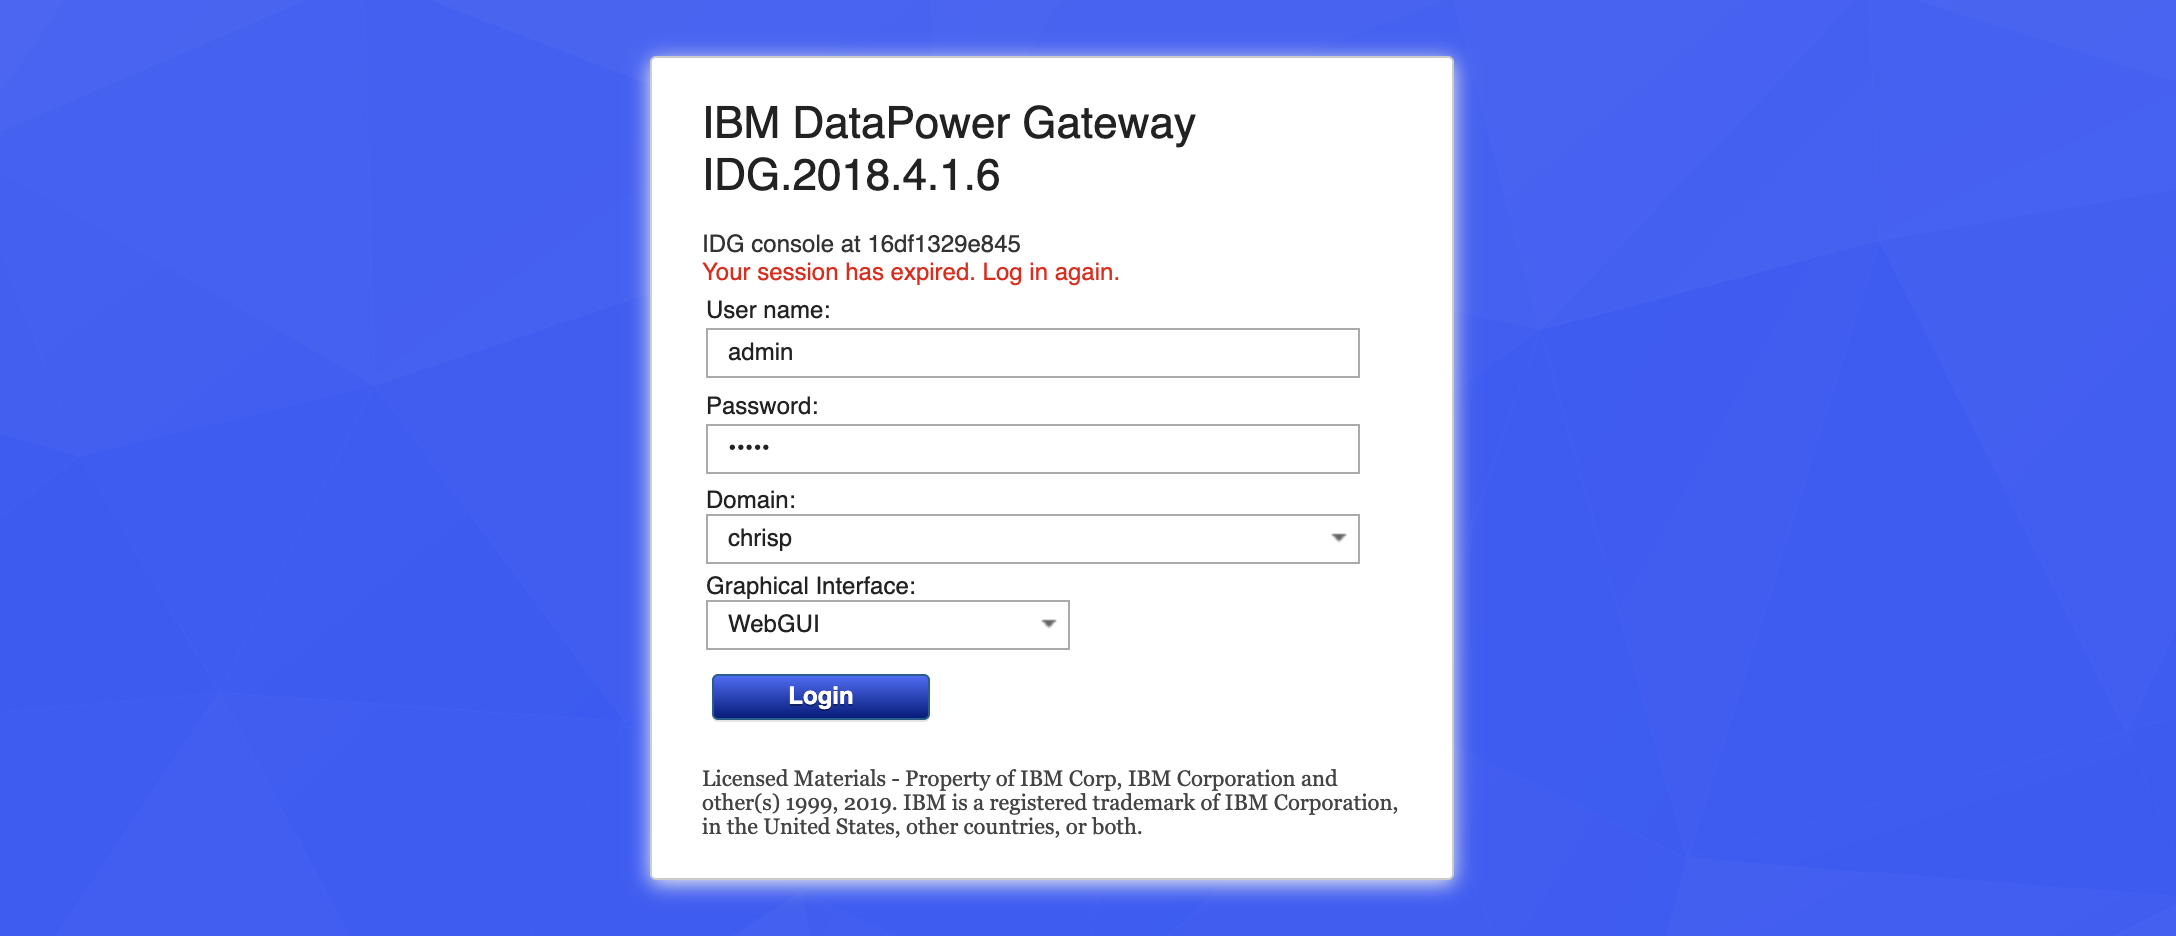 IBM DataPower Gateway
IDG.2018.4.1.6
IDG console at 16df1329e845
Your session has expired. Log in again.
User name:
admin
Password:
•••••
Domain:
chrisp
Graphical Interface:
WebGUI
Login
Licensed Materials - Property of IBM Corp, IBM Corporation and
other(s) 1999, 2019. IBM is a registered trademark of IBM Corporation,
in the United States, other countries, or both.